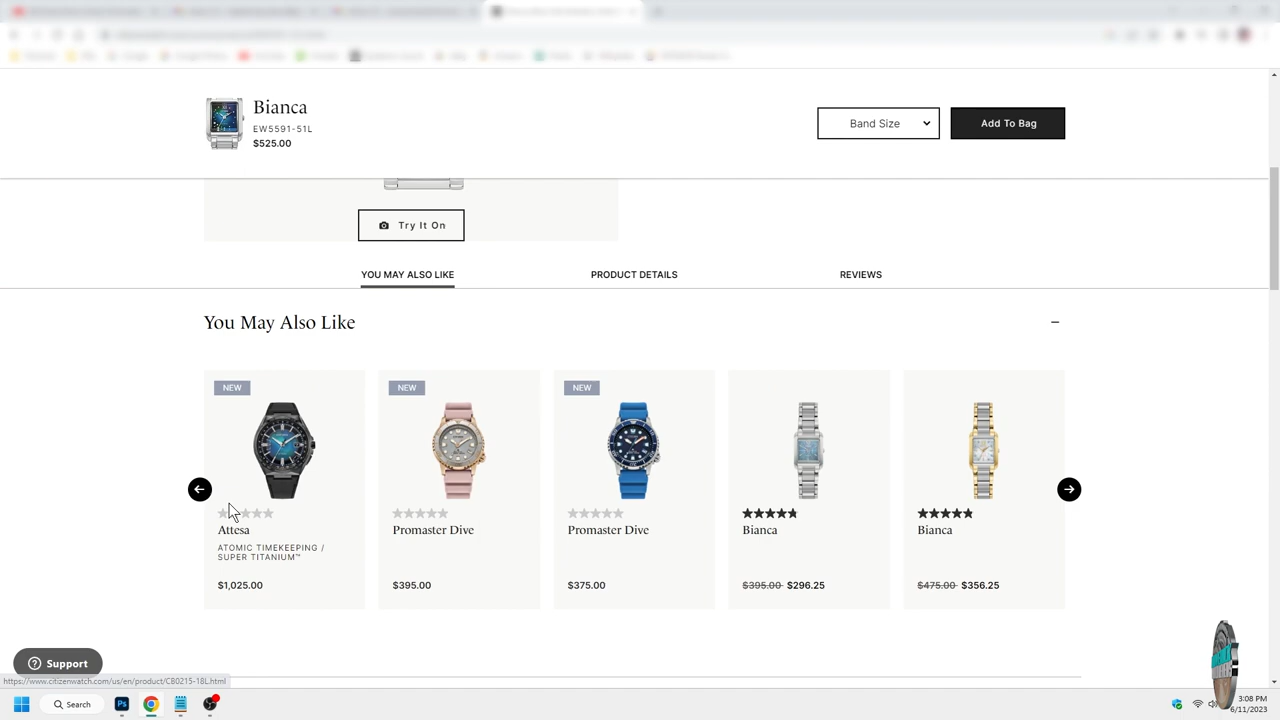 Bianca
EW5591-51L
$525.00
Band Size
Add To Bag
Try It On
YOU MAY ALSO LIKE
PRODUCT DETAILS
REVIEWS
You May Also Like
NEW
NEW
NEW
Attesa
ATOMIC TIMEKEEPING /
SUPER TITANIUM™
$1,025.00
Promaster Dive
$395.00
Promaster Dive
$375.00
Bianca
$395.00 $296.25
Bianca
$475.00 $356.25
Support
https://www.citizenwatch.com/us/en/product/CB0215-18L.html
Search
3:08 PM
6/11/2023